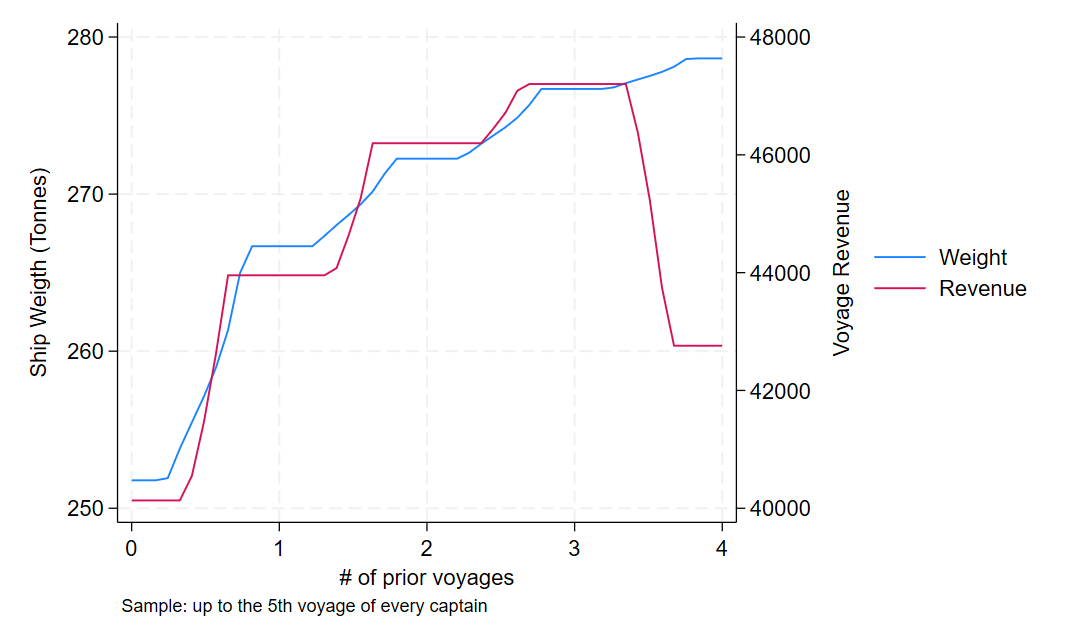 280
270
260
250
Ship Weigth (Tonnes)
48000
46000
44000
42000
40000
Voyage Revenue
Weight
Revenue
0 1 2 3 4
# of prior voyages
Sample: up to the 5th voyage of every captain